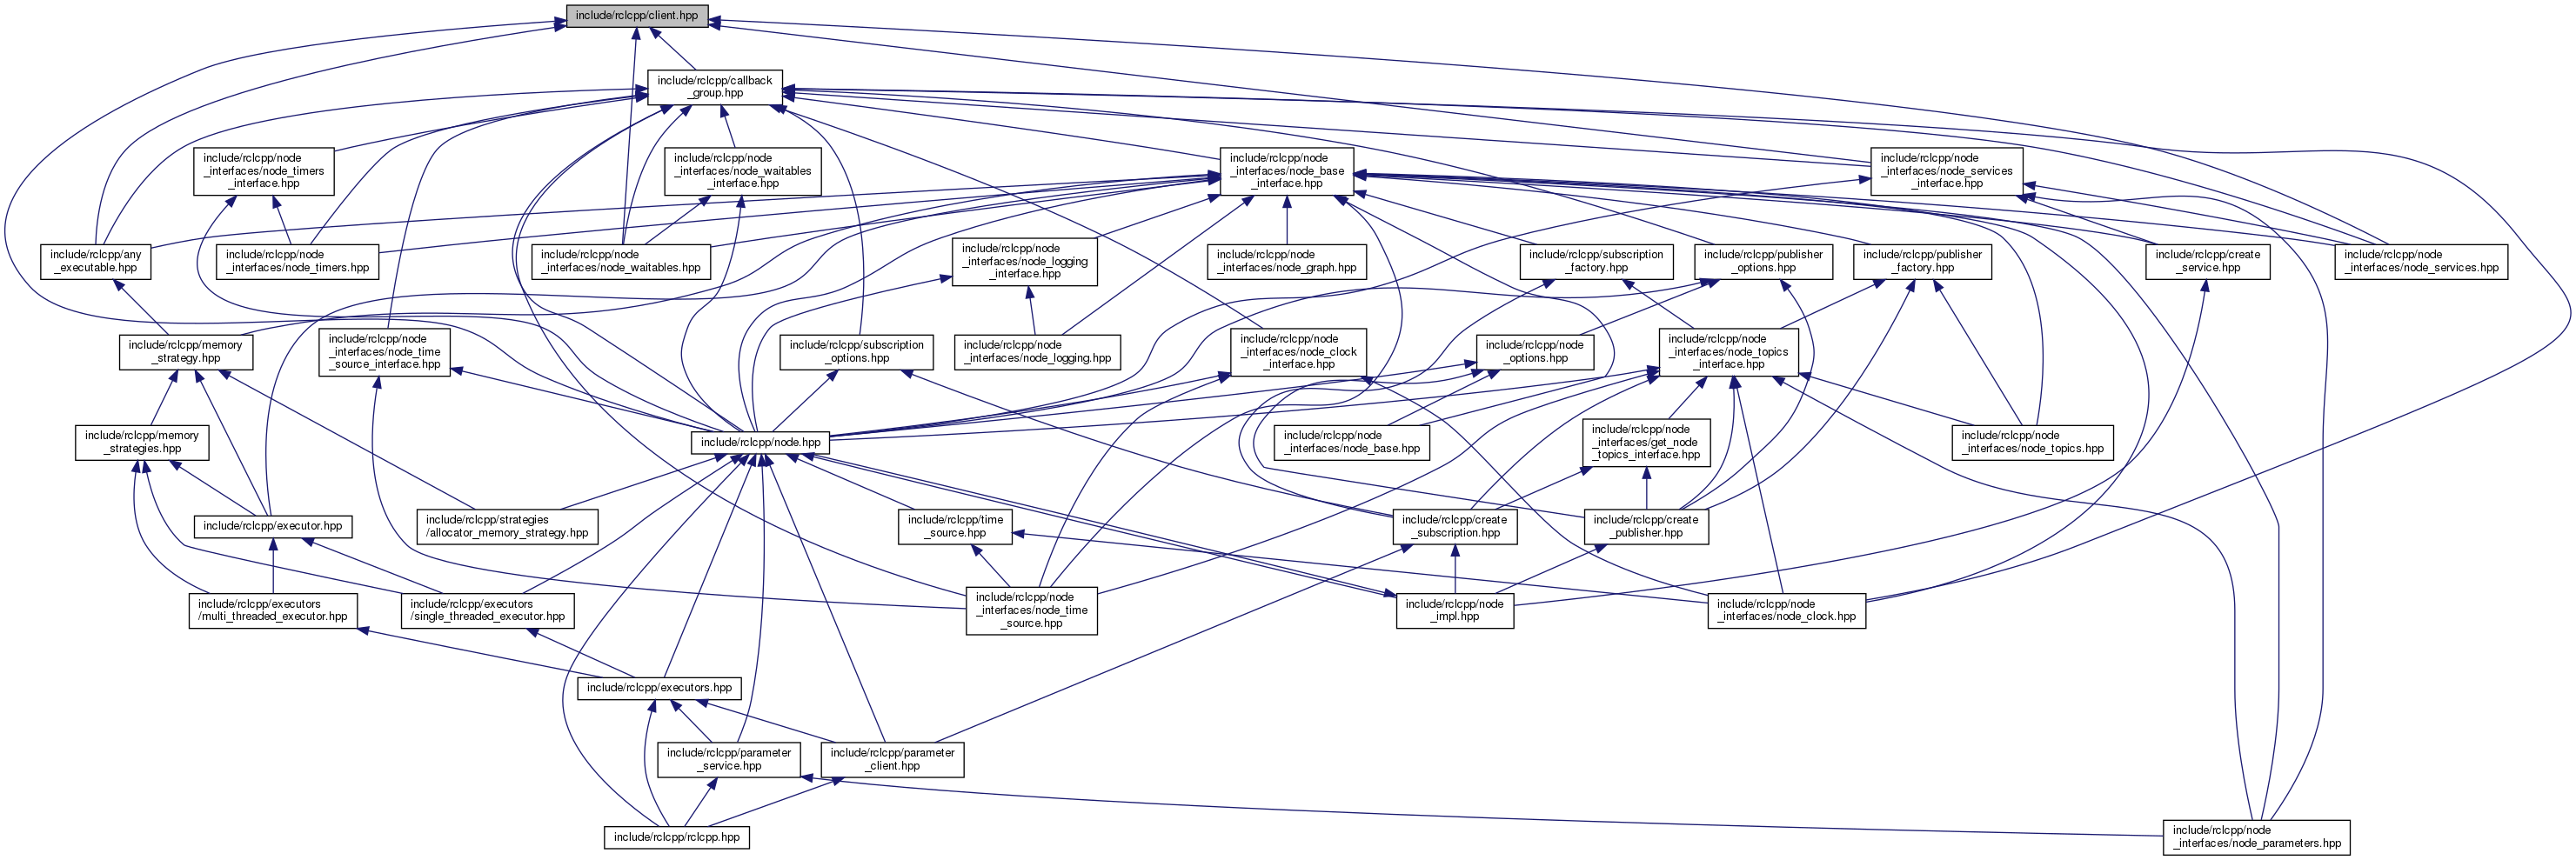 include/rclcpp/client.hpp
include/rclcpp/callback
_group.hpp
include/rclcpp/node
_interfaces/node_timers
_interface.hpp
include/rclcpp/node
_interfaces/node_waitables
_interface.hpp
include/rclcpp/node
_interfaces/node_base
_interface.hpp
include/rclcpp/node
_interfaces/node_services
_interface.hpp
include/rclcpp/any
_executable.hpp
include/rclcpp/node
_interfaces/node_timers.hpp
include/rclcpp/node
_interfaces/node_waitables.hpp
include/rclcpp/node
_interfaces/node_logging
_interface.hpp
include/rclcpp/node
_interfaces/node_graph.hpp
include/rclcpp/subscription
_factory.hpp
include/rclcpp/publisher
_options.hpp
include/rclcpp/publisher
_factory.hpp
include/rclcpp/create
_service.hpp
include/rclcpp/node
_interfaces/node_services.hpp
include/rclcpp/memory
_strategy.hpp
include/rclcpp/node
_interfaces/node_time
_source_interface.hpp
include/rclcpp/subscription
_options.hpp
include/rclcpp/node
_interfaces/node_logging.hpp
include/rclcpp/node
_interfaces/node_clock
_interface.hpp
include/rclcpp/node
_options.hpp
include/rclcpp/node
_interfaces/node_topics
_interface.hpp
include/rclcpp/memory
_strategies.hpp
include/rclcpp/node.hpp
include/rclcpp/node
_interfaces/node_base.hpp
include/rclcpp/node
_interfaces/get_node
_topics_interface.hpp
include/rclcpp/node
_interfaces/node_topics.hpp
include/rclcpp/executor.hpp
include/rclcpp/strategies
/allocator_memory_strategy.hpp
include/rclcpp/time
_source.hpp
include/rclcpp/create
_subscription.hpp
include/rclcpp/create
_publisher.hpp
include/rclcpp/executors
/multi_threaded_executor.hpp
include/rclcpp/executors
/single_threaded_executor.hpp
include/rclcpp/node
_interfaces/node_time
_source.hpp
include/rclcpp/node
_impl.hpp
include/rclcpp/node
_interfaces/node_clock.hpp
include/rclcpp/executors.hpp
include/rclcpp/parameter
_service.hpp
include/rclcpp/parameter
_client.hpp
include/rclcpp/rclcpp.hpp
include/rclcpp/node
_interfaces/node_parameters.hpp